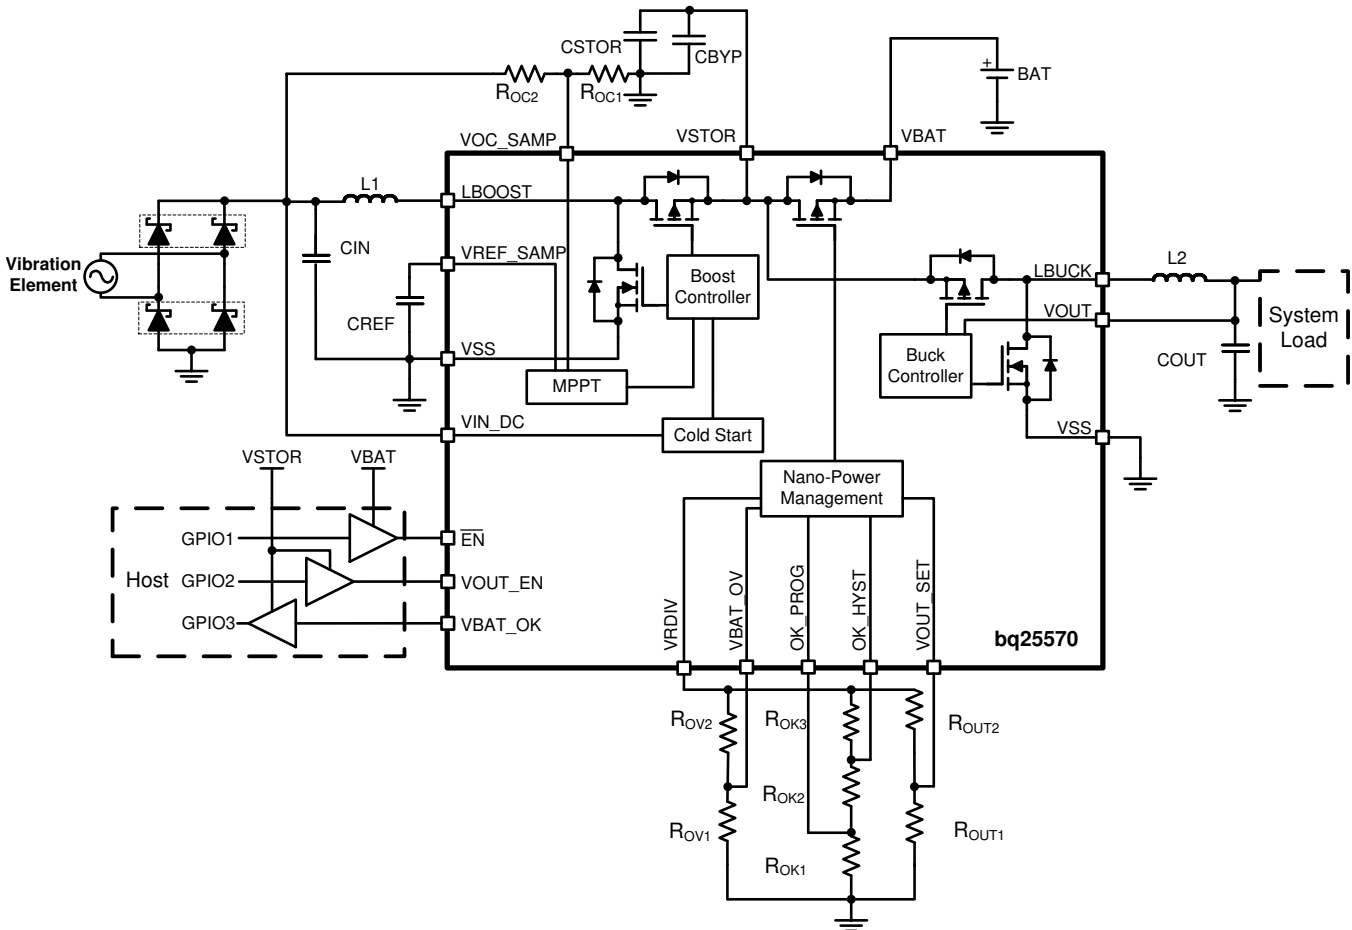 CSTOR
CBYP
BAT
+
ROC2
ROC1
VOC_SAMP
VSTOR
VBAT
L1
LBOOST
CIN
VREF_SAMP
Vibration
Element
Boost
Controller
LBUCK
L2
CREF
VOUT
System
Load
VSS
MPPT
Buck
Controller
COUT
VIN_DC
Cold Start
VSS
VSTOR
VBAT
Nano-Power
Management
GPIO1
EN
Host
GPIO2
VOUT_EN
GPIO3
VBAT_OK
VRDIV
VBAT_OV
OK_PROG
OK_HYST
VOUT_SET
bq25570
ROV2
ROK3
ROUT2
ROK2
ROV1
ROUT1
ROK1